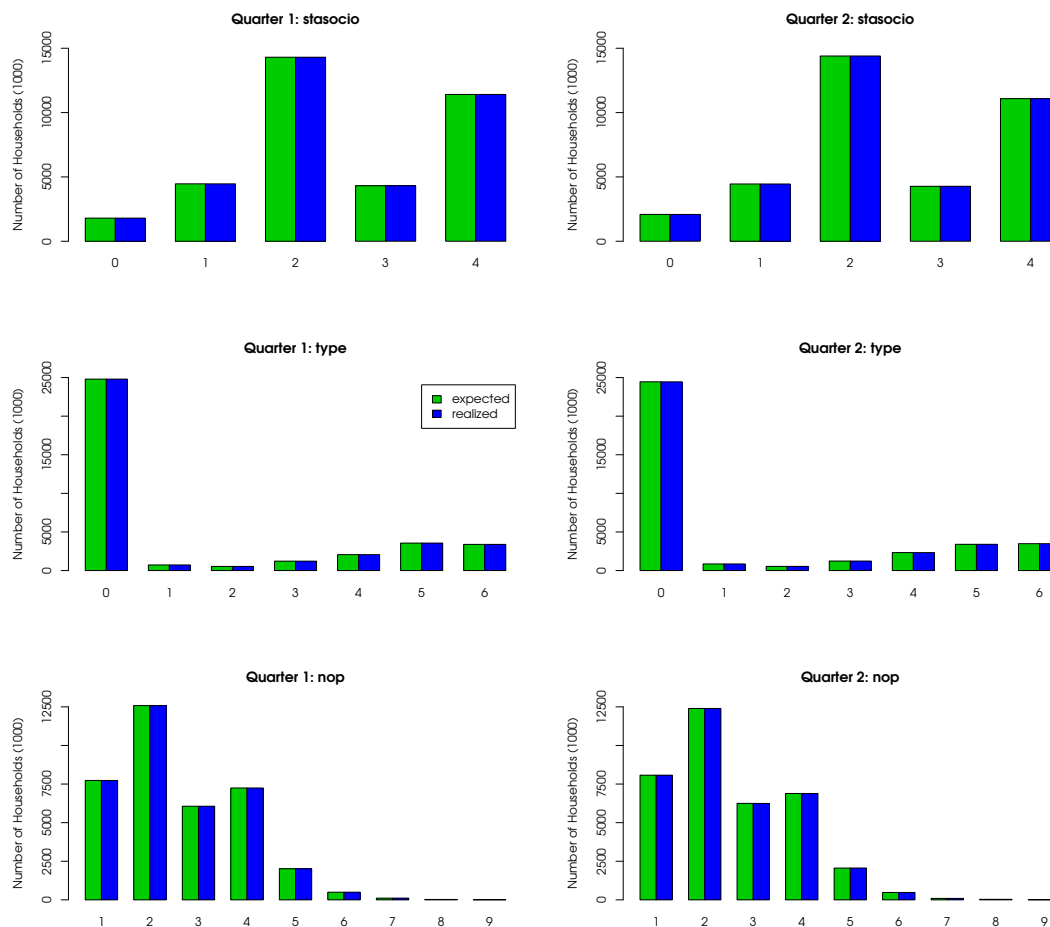 Quarter 1: stasocio
Number of Households (1000)
0 5000 10000 15000
0 1 2 3 4
Quarter 2: stasocio
Number of Households (1000)
0 5000 10000 15000
0 1 2 3 4
Quarter 1: type
Number of Households (1000)
0 5000 15000 25000
expected
realized
0 1 2 3 4 5 6
Quarter 2: type
Number of Households (1000)
0 5000 15000 25000
0 1 2 3 4 5 6
Quarter 1: nop
Number of Households (1000)
0 2500 5000 7500 12500
1 2 3 4 5 6 7 8 9
Quarter 2: nop
Number of Households (1000)
0 2500 5000 7500 12500
1 2 3 4 5 6 7 8 9